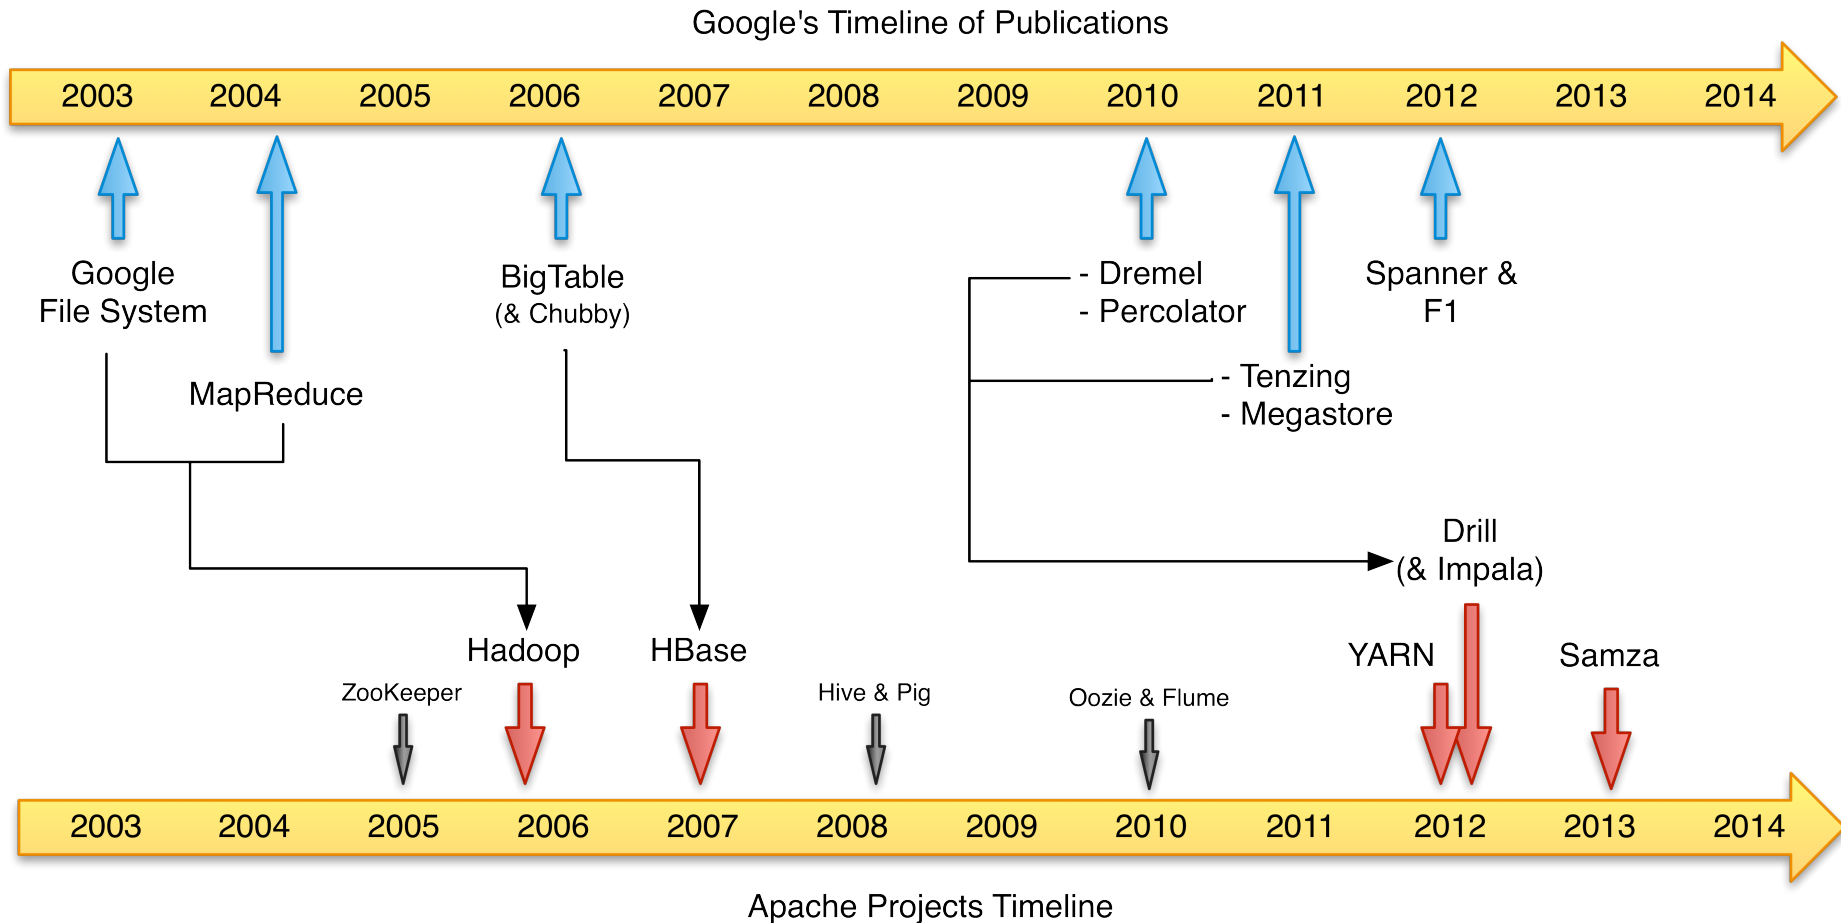 Google's Timeline of Publications
2003 2004 2005 2006 2007 2008 2009 2010 2011 2012 2013 2014
Google
File System
MapReduce
BigTable
(& Chubby)
- Dremel
- Percolator
- Tenzing
- Megastore
Spanner &
F1
Drill
(& Impala)
Hadoop
HBase
YARN
Samza
ZooKeeper
Hive & Pig
Oozie & Flume
2003 2004 2005 2006 2007 2008 2009 2010 2011 2012 2013 2014
Apache Projects Timeline